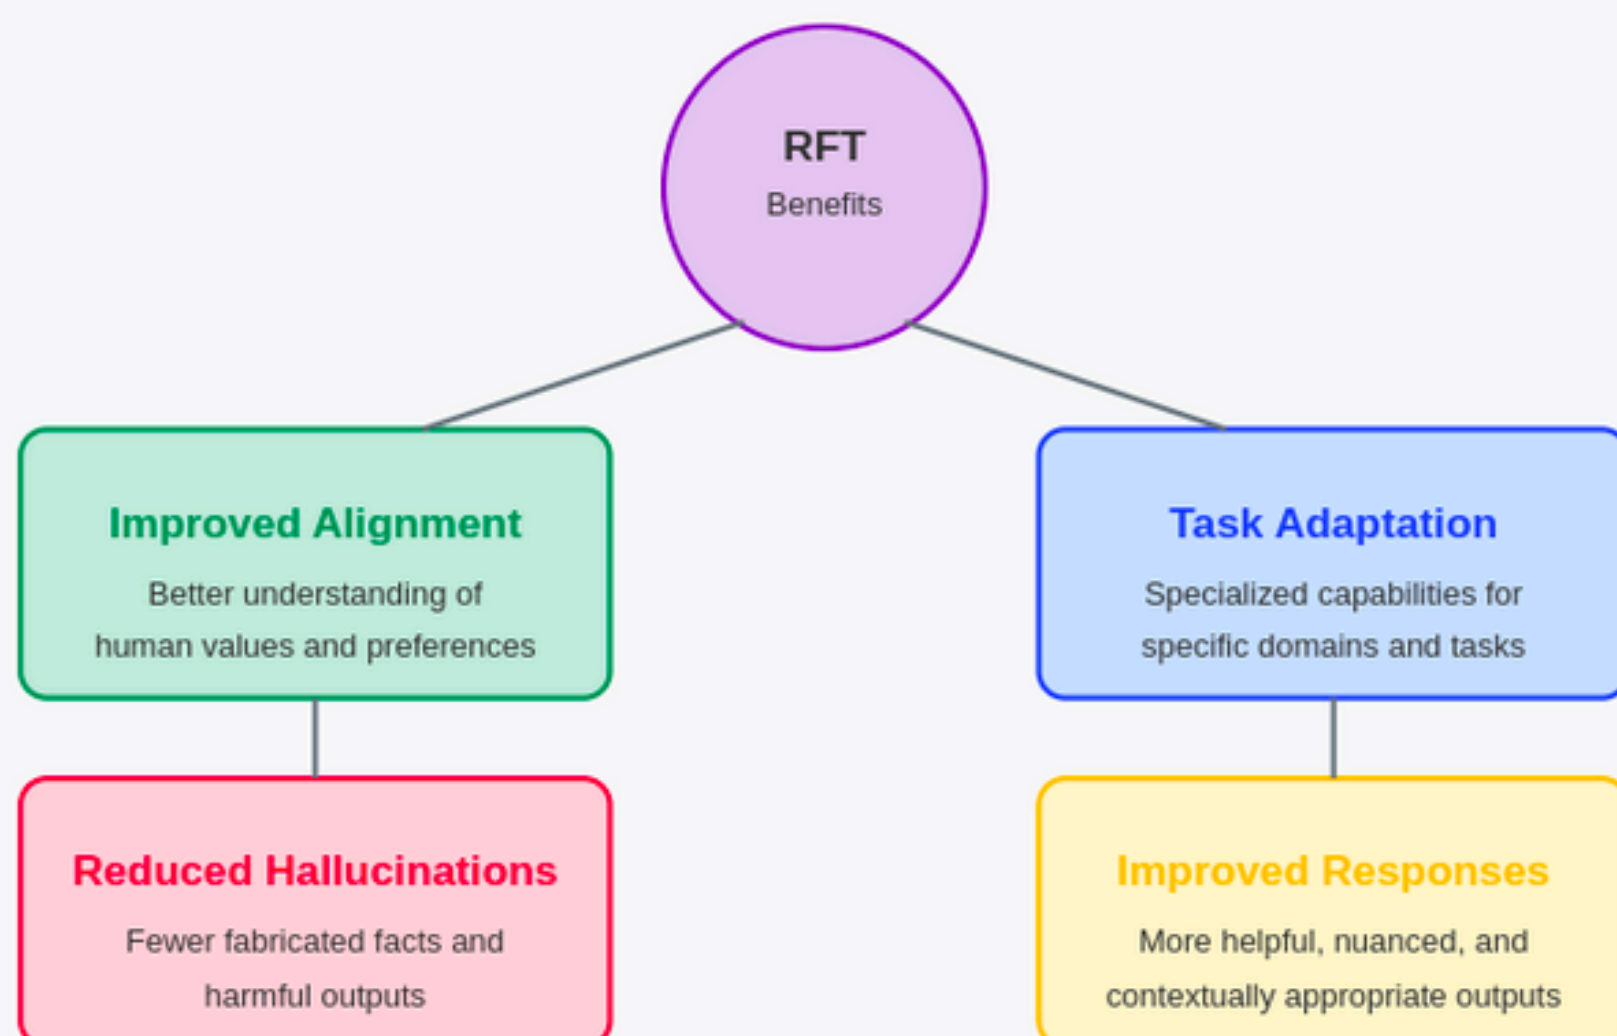 RFT
Benefits
Improved Alignment
Better understanding of
human values and preferences
Task Adaptation
Specialized capabilities for
specific domains and tasks
Reduced Hallucinations
Fewer fabricated facts and
harmful outputs
Improved Responses
More helpful, nuanced, and
contextually appropriate outputs